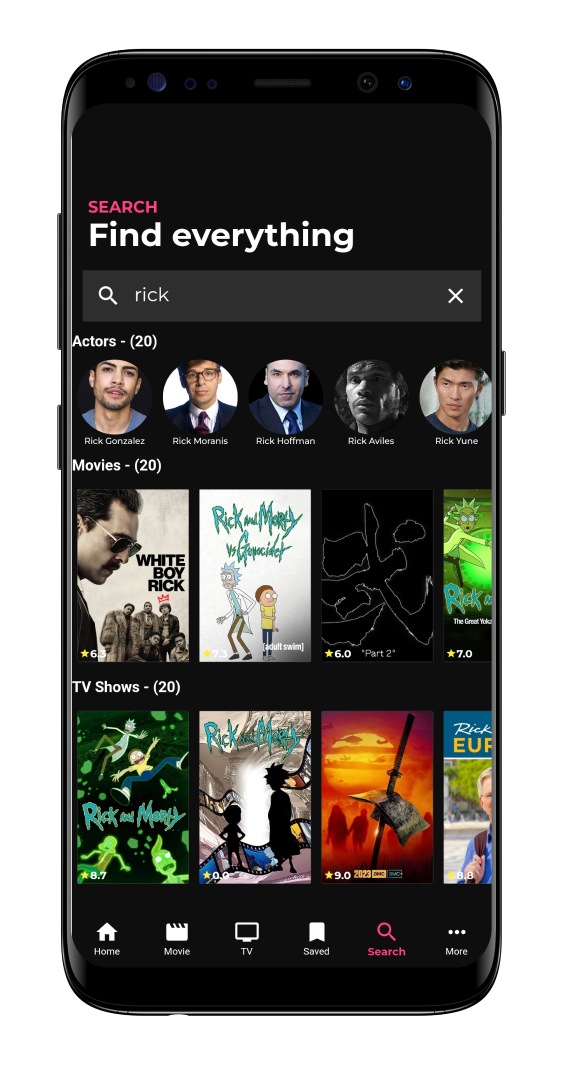 SEARCH
Find everything
rick
Actors - (20)
Rick Gonzalez
Rick Moranis
Rick Hoffman
Rick Aviles
Rick Yune
Movies - (20)
WHITE
BOY
RICK
6.3
Rick and Morty
vs Genocider
[adult swim]
7.3
"Part 2"
6.0
Rick a
The Great Yoka
7.0
TV Shows - (20)
Rick and Morty
8.7
Rick and Morty
0.0
2023 AMC AMC+
9.0
Rick
EUR
8.8
Home
Movie
TV
Saved
Search
More